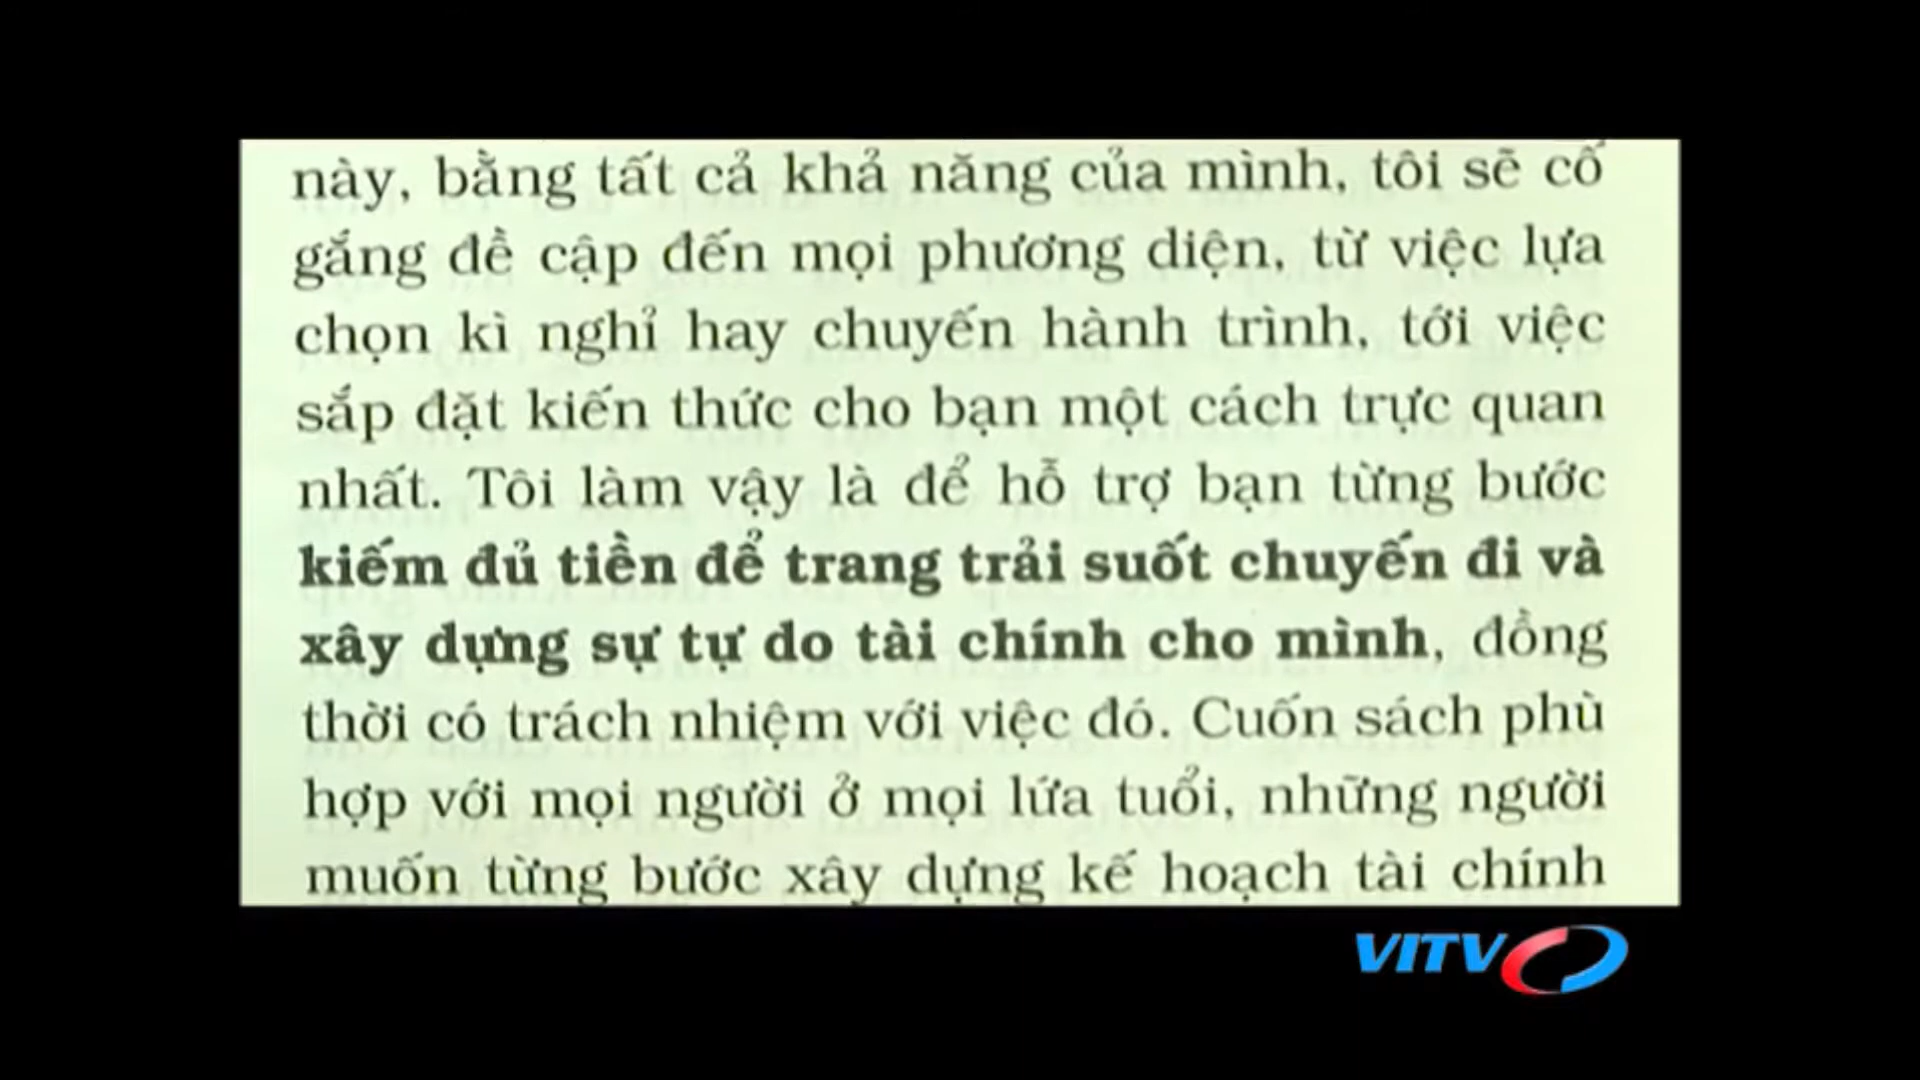 này, bằng tất cả khả năng của mình, tôi sẽ cố
gắng đề cập đến mọi phương diện, từ việc lựa
chọn kì nghỉ hay chuyến hành trình, tới việc
sắp đặt kiến thức cho bạn một cách trực quan
nhất. Tôi làm vậy là để hỗ trợ bạn từng bước
kiếm đủ tiền để trang trải suốt chuyến đi và
xây dựng sự tự do tài chính cho mình, đồng
thời có trách nhiệm với việc đó. Cuốn sách phù
hợp với mọi người ở mọi lứa tuổi, những người
muốn từng bước xây dựng kế hoạch tài chính
VITV